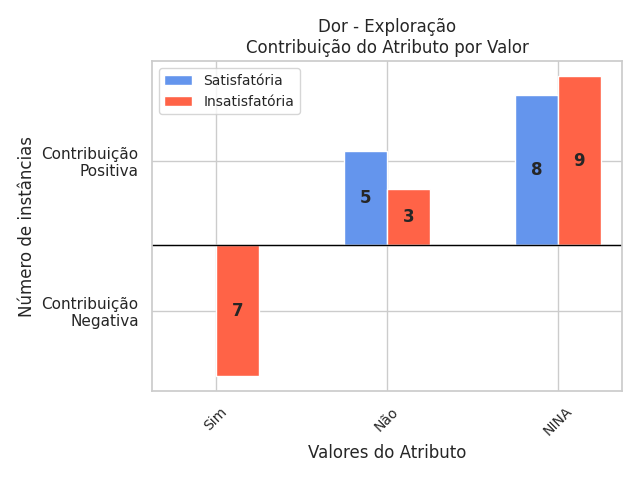 Dor - Exploração
Contribuição do Atributo por Valor
Satisfatória
Insatisfatória
Número de instâncias
Contribuição
Positiva
Contribuição
Negativa
7
5
3
8
9
Sim
Não
NINA
Valores do Atributo